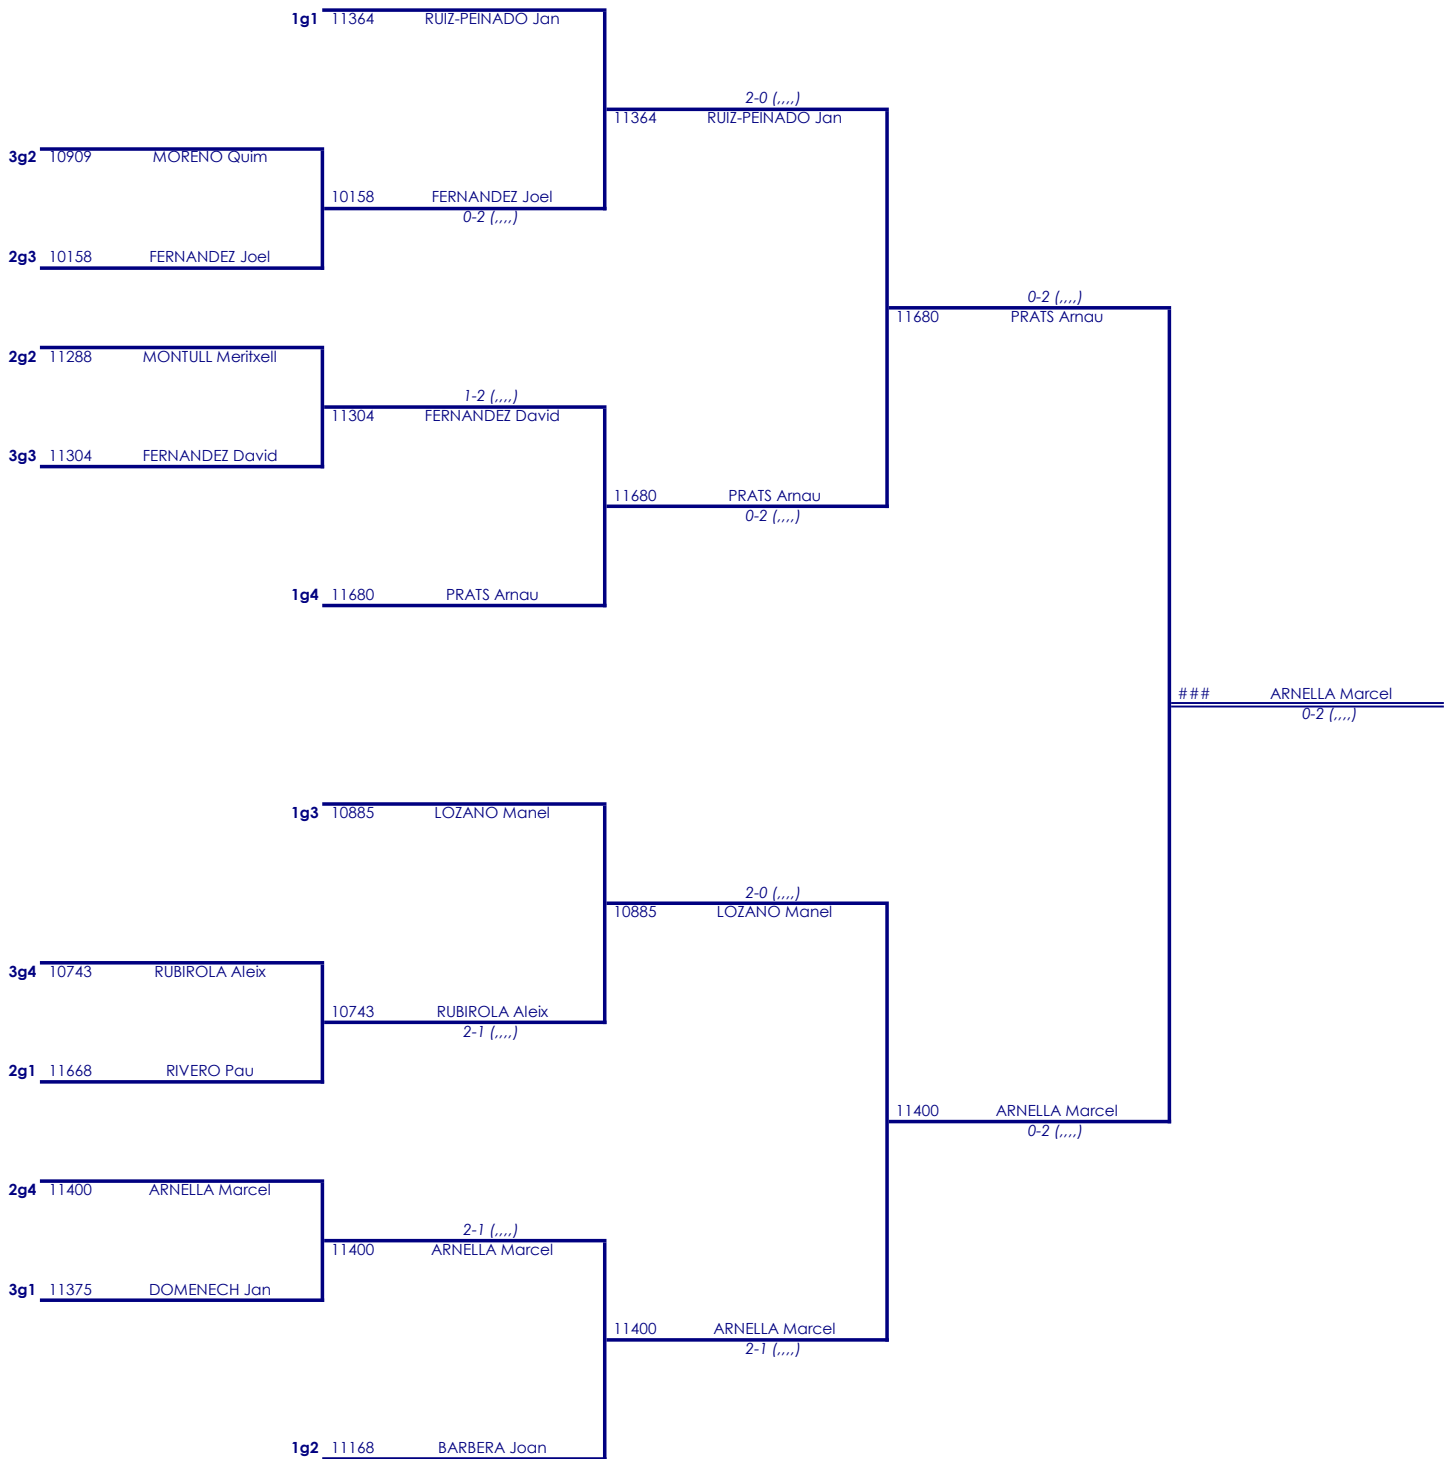 1g1 11364 RUIZ-PEINADO Jan
2-0 (,,,,)
11364 RUIZ-PEINADO Jan
3g2 10909 MORENO Quim
10158 FERNANDEZ Joel
0-2 (,,,,)
2g3 10158 FERNANDEZ Joel
0-2 (,,,,)
11680 PRATS Arnau
2g2 11288 MONTULL Meritxell
1-2 (,,,,)
11304 FERNANDEZ David
3g3 11304 FERNANDEZ David
11680 PRATS Arnau
0-2 (,,,,)
1g4 11680 PRATS Arnau
### ARNELLA Marcel
0-2 (,,,,)
1g3 10885 LOZANO Manel
2-0 (,,,,)
10885 LOZANO Manel
3g4 10743 RUBIROLA Aleix
10743 RUBIROLA Aleix
2-1 (,,,,)
2g1 11668 RIVERO Pau
11400 ARNELLA Marcel
0-2 (,,,,)
2g4 11400 ARNELLA Marcel
2-1 (,,,,)
11400 ARNELLA Marcel
3g1 11375 DOMENECH Jan
11400 ARNELLA Marcel
2-1 (,,,,)
1g2 11168 BARBERA Joan